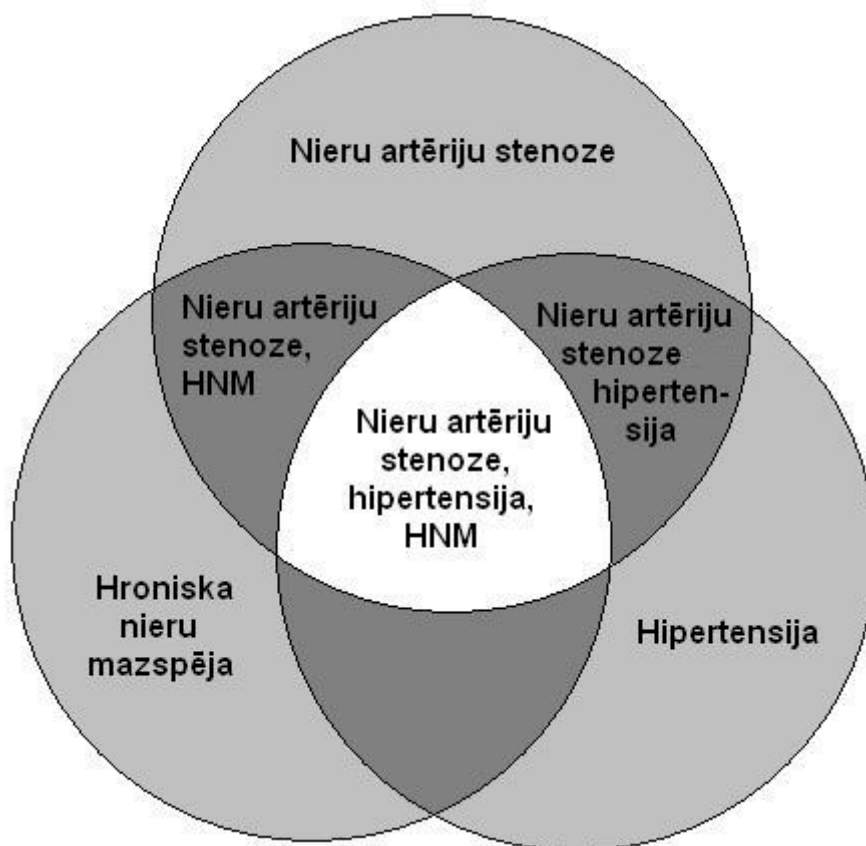 Nieru artēriju stenoze
Nieru artēriju
stenoze,
HNM
Nieru artēriju
stenoze
hiperten-
sija
Nieru artēriju
stenoze,
hipertensija,
HNM
Hroniska
nieru
mazspēja
Hipertensija